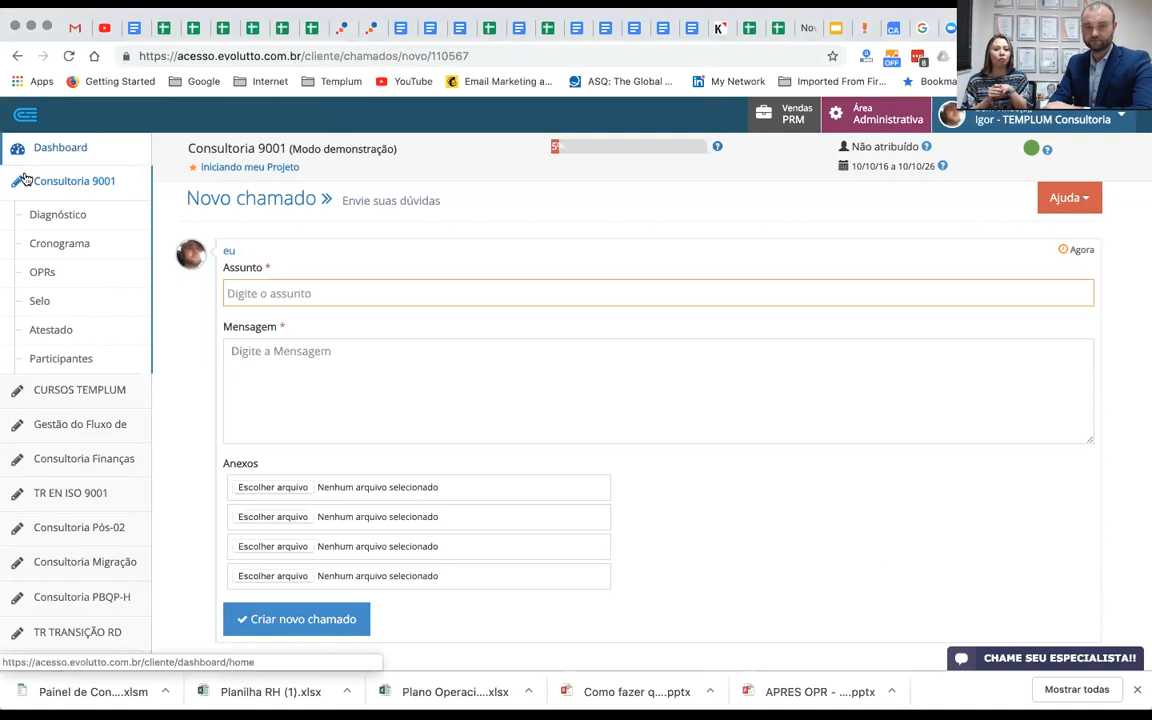 Nov
CA
https://acesso.evolutto.com.br/cliente/chamados/novo/110567
OFF
8
Apps
Getting Started
Google
Internet
Templum
YouTube
Email Marketing a...
ASQ: The Global ...
My Network
Imported From Fir...
Bookma
Vendas
PRM
Área
Administrativa
Igor - TEMPLUM Consultoria
Dashboard
Consultoria 9001
Diagnóstico
Cronograma
OPRs
Selo
Atestado
Participantes
CURSOS TEMPLUM
Gestão do Fluxo de
Consultoria Finanças
TR EN ISO 9001
Consultoria Pós-02
Consultoria Migração
Consultoria PBQP-H
TR TRANSIÇÃO RD
Consultoria 9001 (Modo demonstração)
Iniciando meu Projeto
5%
Não atribuído
10/10/16 a 10/10/26
Novo chamado » Envie suas dúvidas
Ajuda
eu
Agora
Assunto *
Digite o assunto
Mensagem *
Digite a Mensagem
Anexos
Escolher arquivo Nenhum arquivo selecionado
Escolher arquivo Nenhum arquivo selecionado
Escolher arquivo Nenhum arquivo selecionado
Escolher arquivo Nenhum arquivo selecionado
Criar novo chamado
CHAME SEU ESPECIALISTA!!
https://acesso.evolutto.com.br/cliente/dashboard/home
Painel de Con....xlsm
Planilha RH (1).xlsx
Plano Operaci....xlsm
Como fazer q....pptx
APRES OPR - ....pptx
Mostrar todas